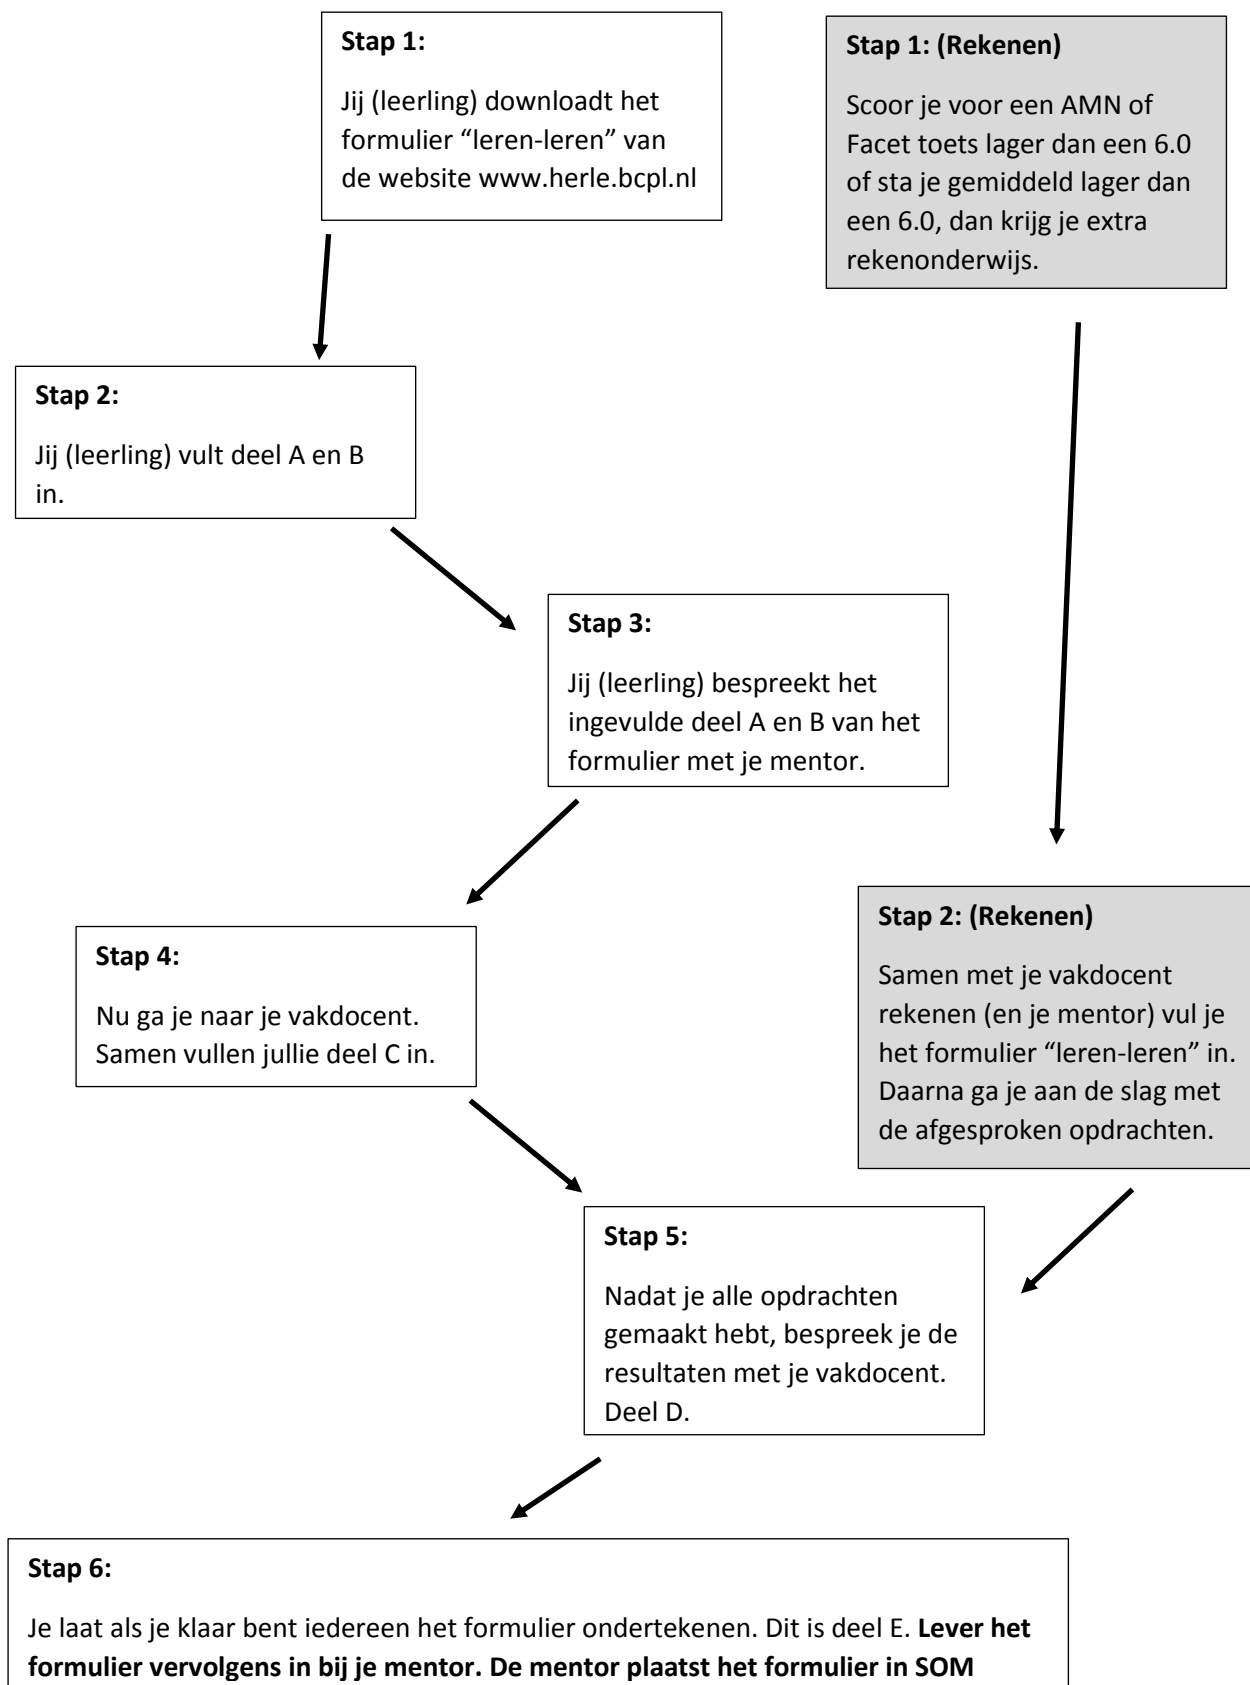 Stap 1:
Jij (leerling) downloadt het
formulier “leren-leren” van
de website www.herle.bcpl.nl
Stap 1: (Rekenen)
Scoor je voor een AMN of
Facet toets lager dan een 6.0
of sta je gemiddeld lager dan
een 6.0, dan krijg je extra
rekenonderwijs.
Stap 2:
Jij (leerling) vult deel A en B
in.
Stap 3:
Jij (leerling) bespreekt het
ingevulde deel A en B van het
formulier met je mentor.
Stap 4:
Nu ga je naar je vakdocent.
Samen vullen jullie deel C in.
Stap 2: (Rekenen)
Samen met je vakdocent
rekenen (en je mentor) vul je
het formulier “leren-leren” in.
Daarna ga je aan de slag met
de afgesproken opdrachten.
Stap 5:
Nadat je alle opdrachten
gemaakt hebt, bespreek je de
resultaten met je vakdocent.
Deel D.
Stap 6:
Je laat als je klaar bent iedereen het formulier ondertekenen. Dit is deel E. Lever het
formulier vervolgens in bij je mentor. De mentor plaatst het formulier in SOM